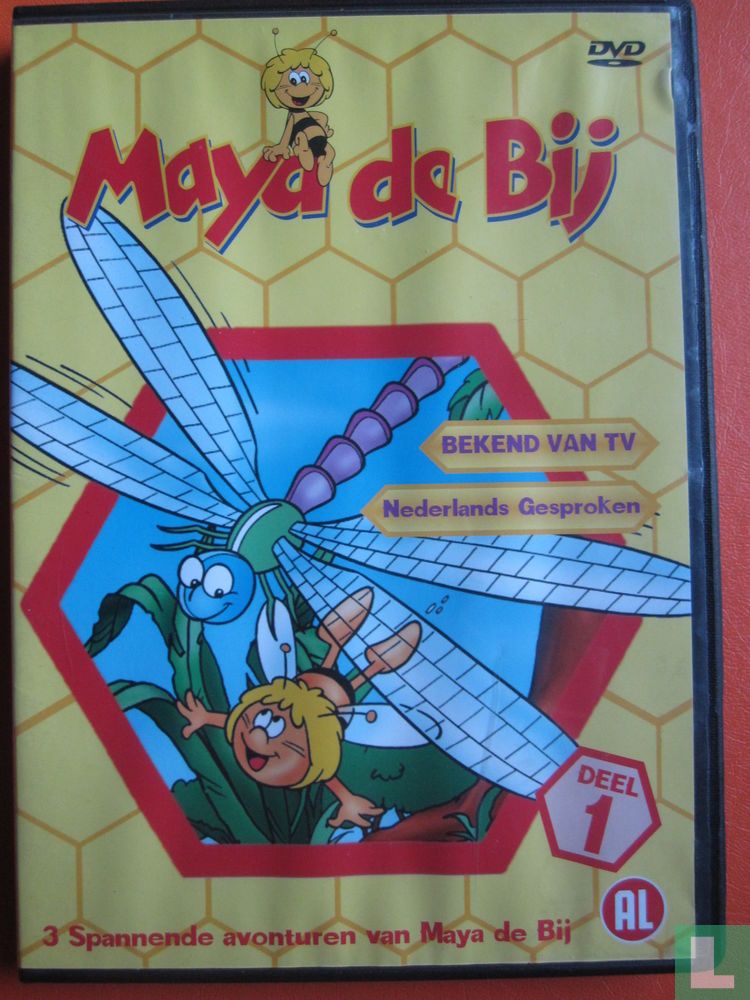 DVD
Maya de Bij
BEKEND VAN TV
Nederlands Gesproken
DEEL
1
3 Spannende avonturen van Maya de Bij
AL
L